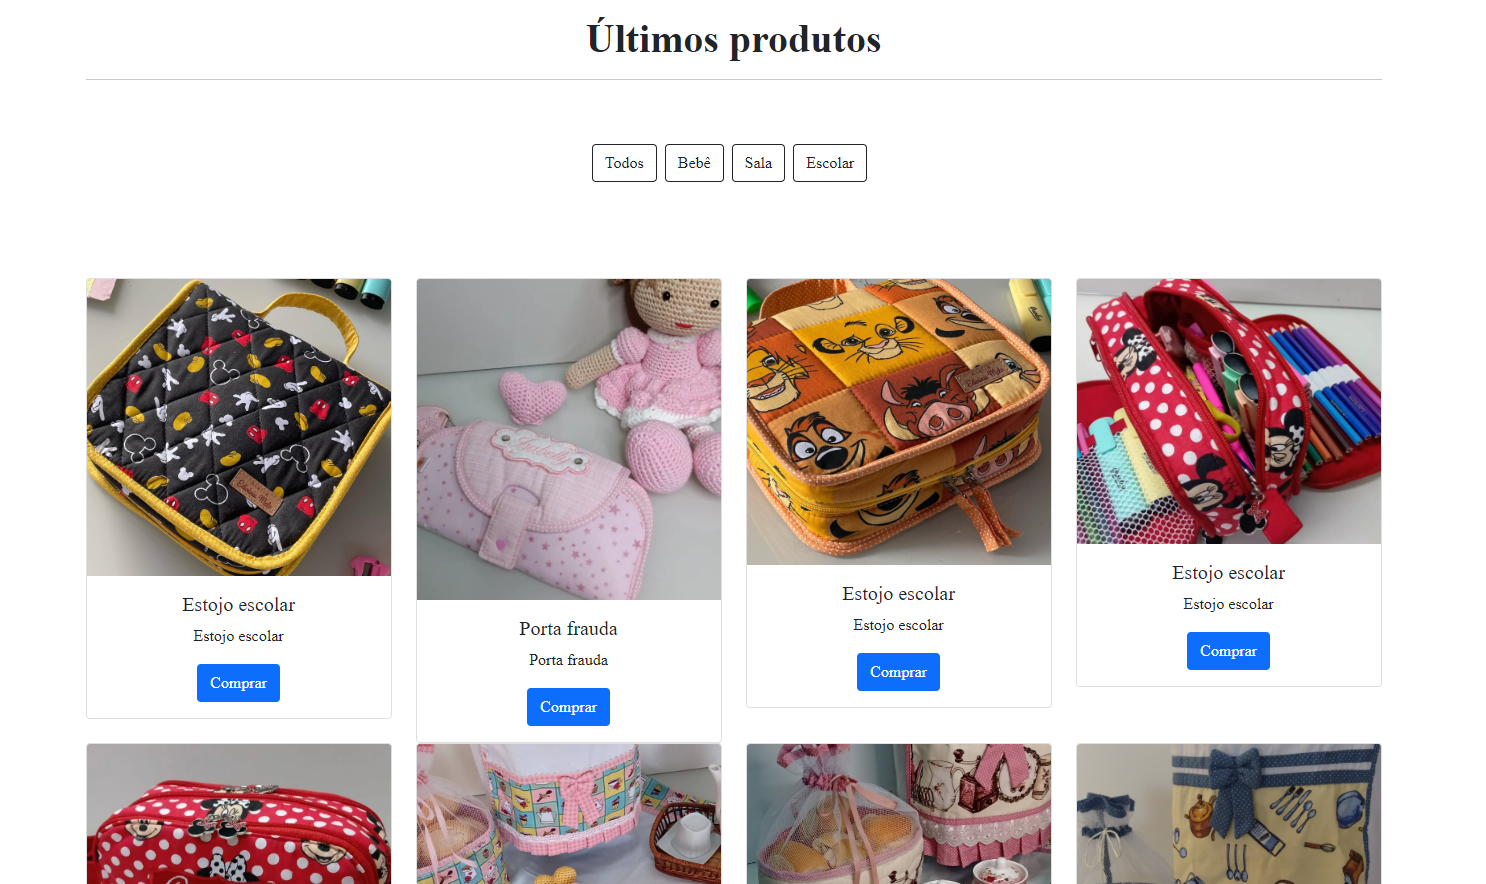 Últimos produtos
Todos
Bebê
Sala
Escolar
Estojo escolar
Estojo escolar
Comprar
Porta frauda
Porta frauda
Comprar
Estojo escolar
Estojo escolar
Comprar
Estojo escolar
Estojo escolar
Comprar